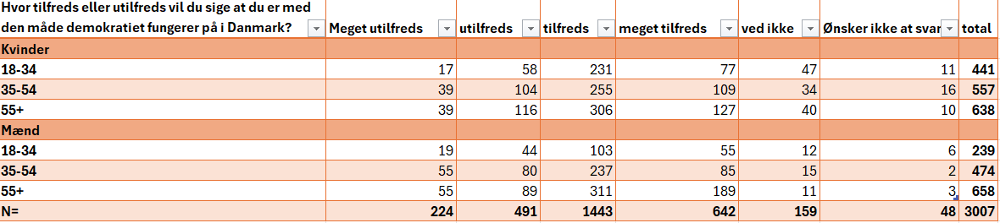 Hvor tilfreds eller utilfreds vil du sige at du er med
den måde demokratiet fungerer på i Danmark? Meget utilfreds utilfreds tilfreds meget tilfreds ved ikke Ønsker ikke at svar total
Kvinder
18-34 17 58 231 77 47 11 441
35-54 39 104 255 109 34 16 557
55+ 39 116 306 127 40 10 638
Mænd
18-34 19 44 103 55 12 6 239
35-54 55 80 237 85 15 2 474
55+ 55 89 311 189 11 3 658
N= 224 491 1443 642 159 48 3007